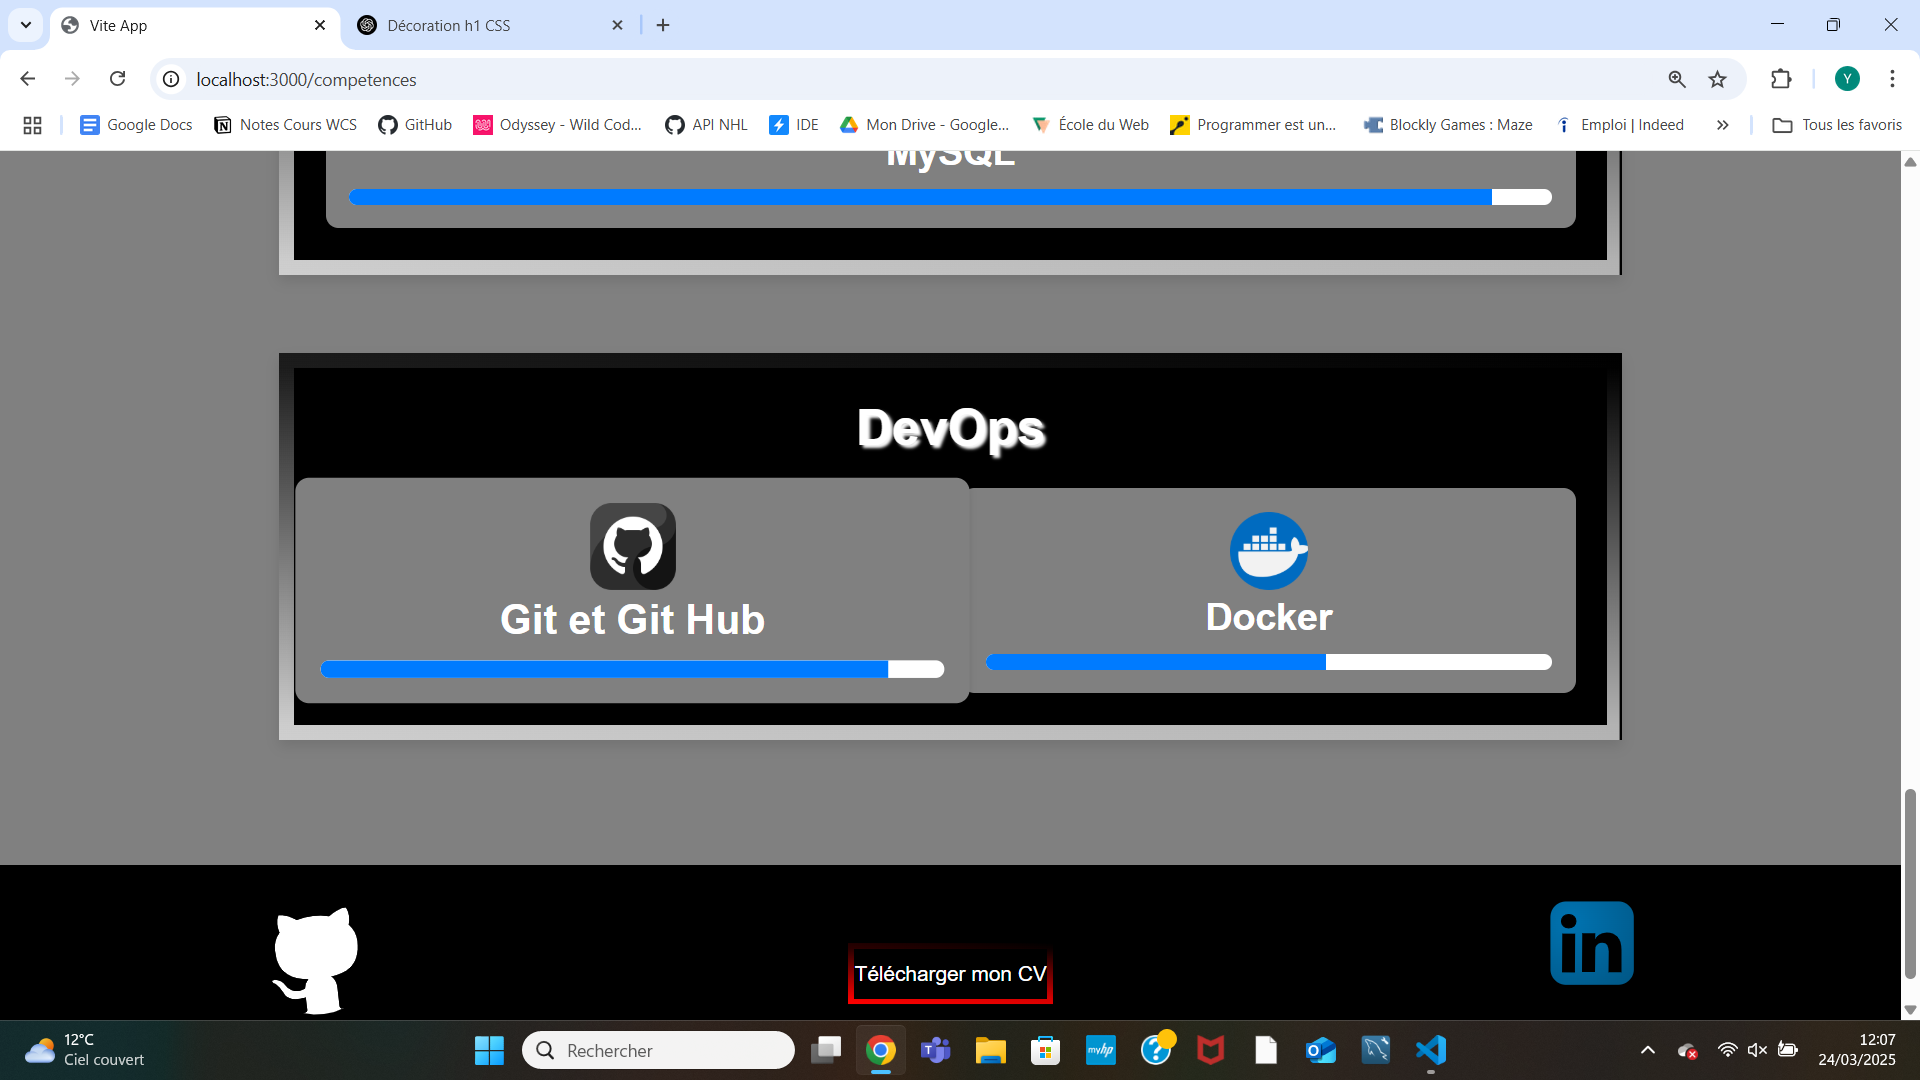 Vite App
Décoration h1 CSS
localhost:3000/competences
Y
Google Docs
Notes Cours WCS
GitHub
Odyssey - Wild Cod...
API NHL
IDE
Mon Drive - Google...
École du Web
Programmer est un...
Blockly Games : Maze
Emploi | Indeed
Tous les favoris
MySQL
DevOps
Git et Git Hub
Docker
in
Télécharger mon CV
12°C
Ciel couvert
Rechercher
myhp
12:07
24/03/2025